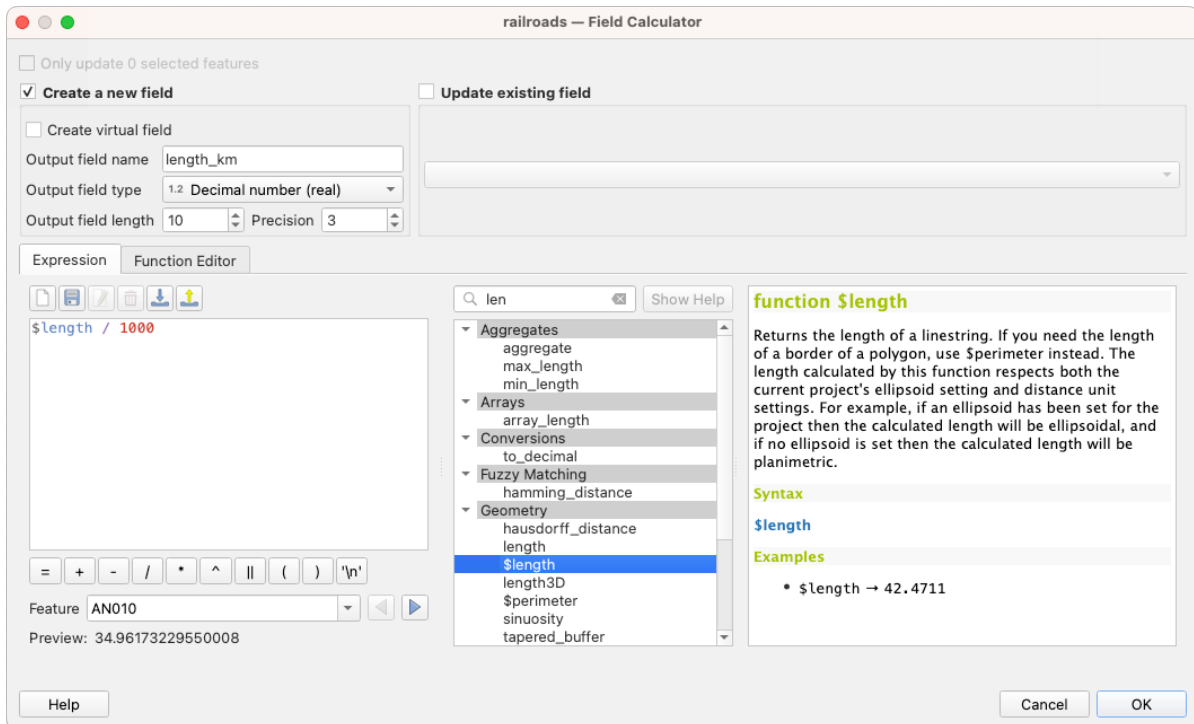 railroads — Field Calculator
Only update 0 selected features
Create a new field
Update existing field
Create virtual field
Output field name length_km
Output field type 1.2 Decimal number (real)
Output field length 10 Precision 3
Expression Function Editor
len Show Help
$length / 1000
Aggregates
aggregate
max_length
min_length
Arrays
array_length
Conversions
to_decimal
Fuzzy Matching
hamming_distance
Geometry
hausdorff_distance
length
$length
length3D
$perimeter
sinuosity
tapered_buffer
function $length
Returns the length of a linestring. If you need the length
of a border of a polygon, use $perimeter instead. The
length calculated by this function respects both the
current project's ellipsoid setting and distance unit
settings. For example, if an ellipsoid has been set for the
project then the calculated length will be ellipsoidal, and
if no ellipsoid is set then the calculated length will be
planimetric.
Syntax
$length
Examples
• $length → 42.4711
= + - / * ^ || ( ) '\n'
Feature AN010
Preview: 34.96173229550008
Help Cancel OK